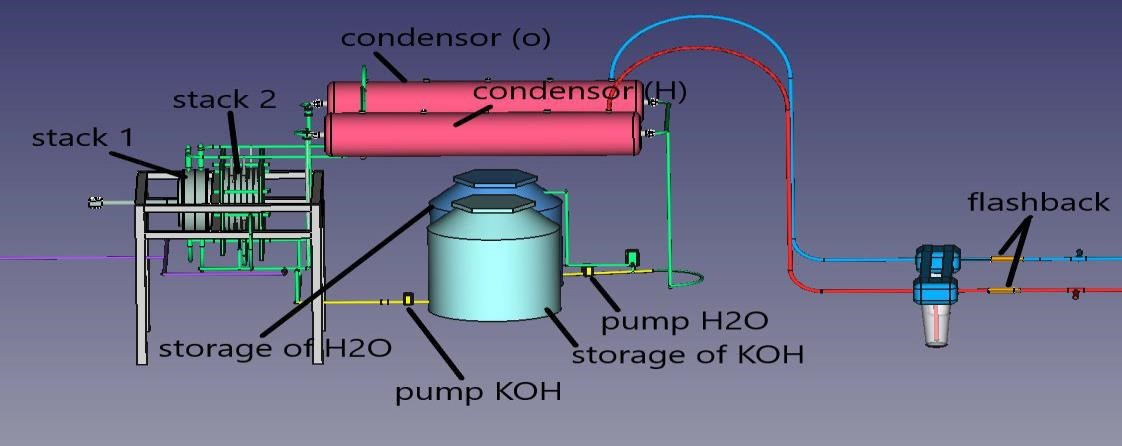 condensor (o)
condensor (H)
stack 2
stack 1
flashback
pump H2O
storage of H2O
storage of KOH
pump KOH